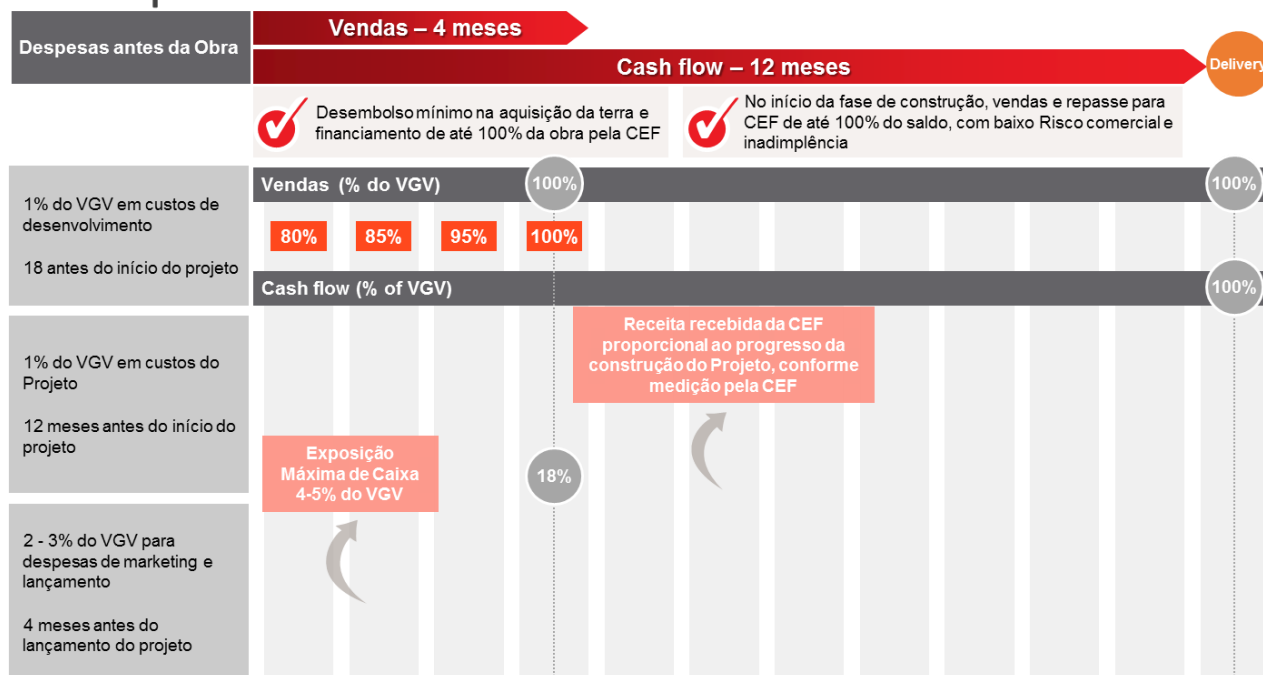 Despesas antes da Obra
Vendas – 4 meses
Cash flow – 12 meses
Delivery
Desembolso mínimo na aquisição da terra e
financiamento de até 100% da obra pela CEF
No início da fase de construção, vendas e repasse para
CEF de até 100% do saldo, com baixo Risco comercial e
inadimplência
1% do VGV em custos de
desenvolvimento
18 antes do início do projeto
Vendas (% do VGV)
100%
100%
80%
85%
95%
100%
Cash flow (% of VGV)
100%
1% do VGV em custos do
Projeto
12 meses antes do início do
projeto
Receita recebida da CEF
proporcional ao progresso da
construção do Projeto, conforme
medição pela CEF
Exposição
Máxima de Caixa
4-5% do VGV
18%
2 - 3% do VGV para
despesas de marketing e
lançamento
4 meses antes do
lançamento do projeto